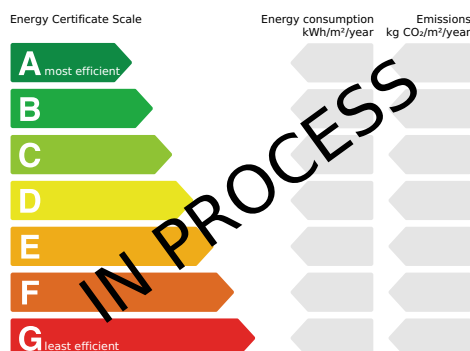 Energy Certificate Scale
Energy consumption
kWh/m²/year
Emissions
kg CO₂/m²/year
A most efficient
B
C
D
E
F
G least efficient
IN PROCESS